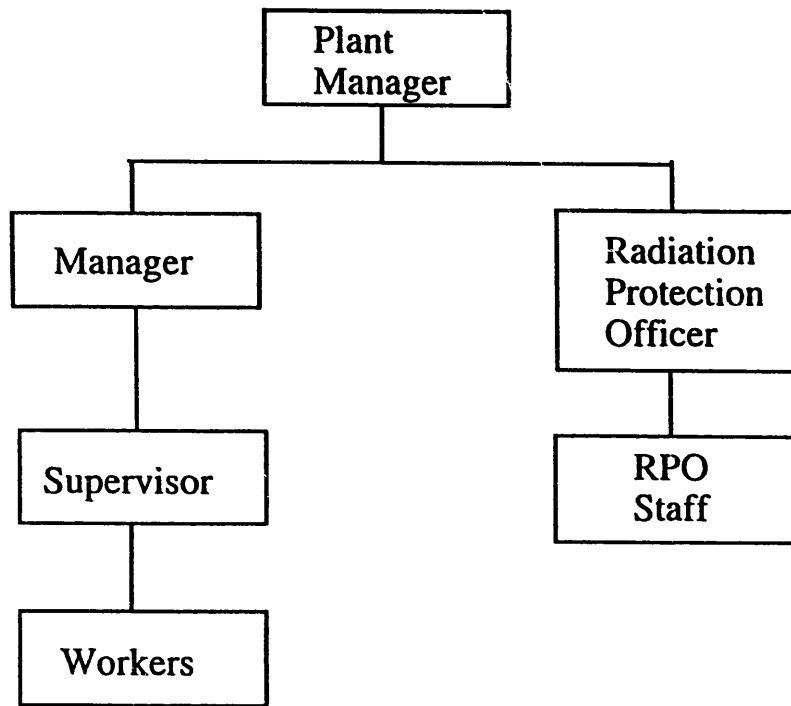 Plant
Manager
Manager
Radiation
Protection
Officer
Supervisor
RPO
Staff
Workers